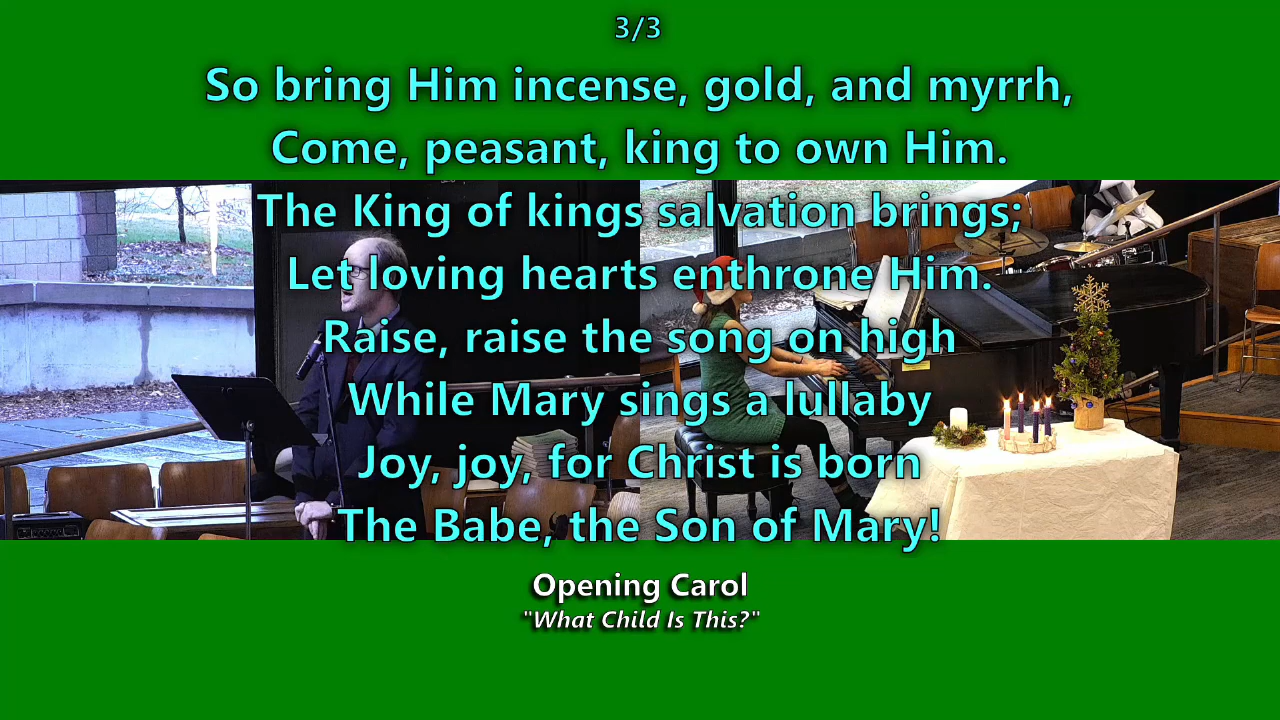 3/3
So bring Him incense, gold, and myrrh,
Come, peasant, king to own Him.
The King of kings salvation brings;
Let loving hearts enthrone Him.
Raise, raise the song on high
While Mary sings a lullaby
Joy, joy, for Christ is born
The Babe, the Son of Mary!
Opening Carol
"What Child Is This?"